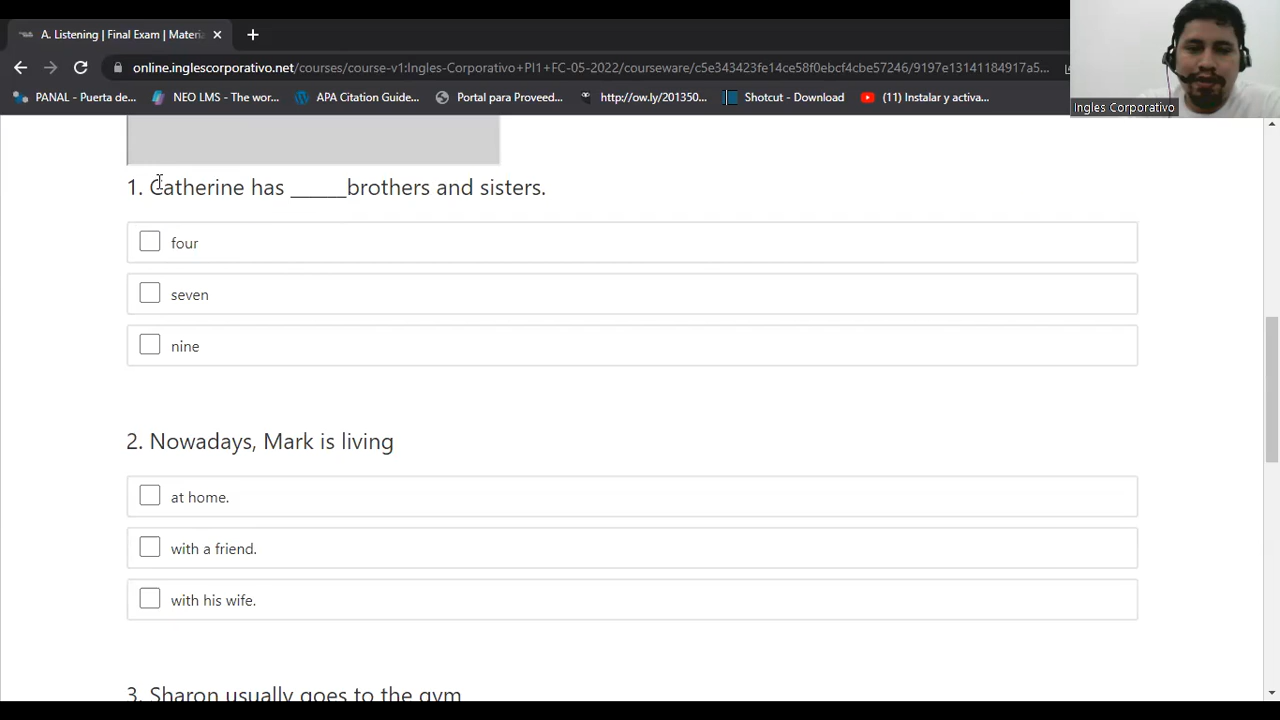 A. Listening | Final Exam | Materi
online.inglescorporativo.net/courses/course-v1:Ingles-Corporativo+PI1+FC-05-2022/courseware/c5e343423fe14ce58f0ebcf4cbe57246/9197e13141184917a5...
PANAL - Puerta de... NEO LMS - The wor... APA Citation Guide... Portal para Proveed... http://ow.ly/201350... Shotcut - Download (11) Instalar y activa...
Ingles Corporativo
1. Catherine has ______brothers and sisters.
four
seven
nine
2. Nowadays, Mark is living
at home.
with a friend.
with his wife.
3. Sharon usually goes to the gym